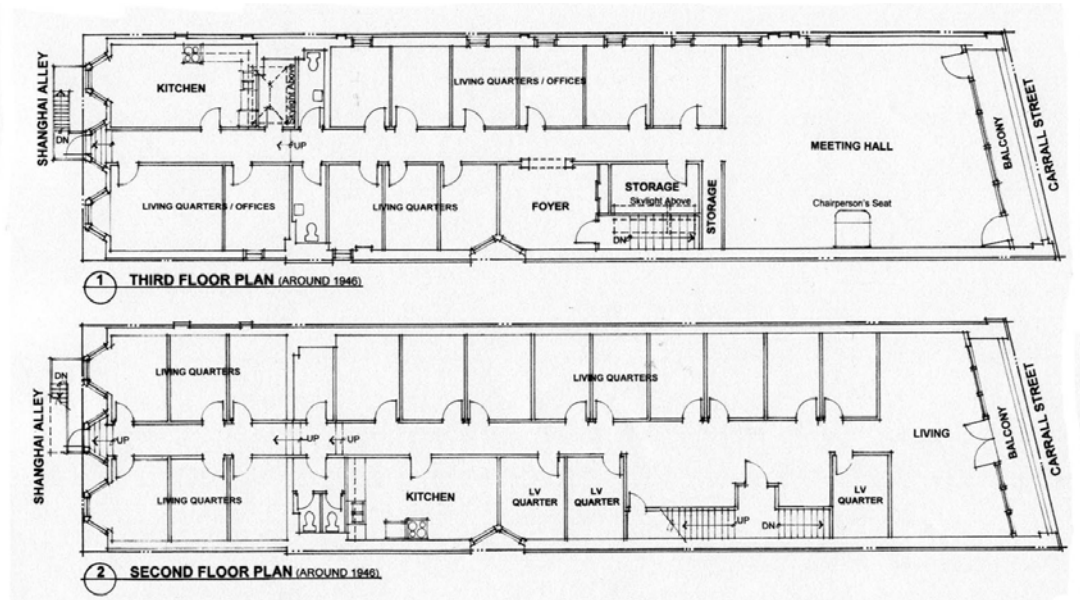 SHANGHAI ALLEY
DN
KITCHEN
Skylight Above
UP
LIVING QUARTERS / OFFICES
MEETING HALL
BALCONY
CARRALL STREET
LIVING QUARTERS / OFFICES
LIVING QUARTERS
FOYER
STORAGE
Skylight Above
DN
STORAGE
Chairperson's Seat
1 THIRD FLOOR PLAN (AROUND 1946)
SHANGHAI ALLEY
DN
UP
LIVING QUARTERS
UP
UP
LIVING QUARTERS
LIVING
BALCONY
CARRALL STREET
LIVING QUARTERS
KITCHEN
LV
QUARTER
LV
QUARTER
UP
DN
LV
QUARTER
2 SECOND FLOOR PLAN (AROUND 1946)